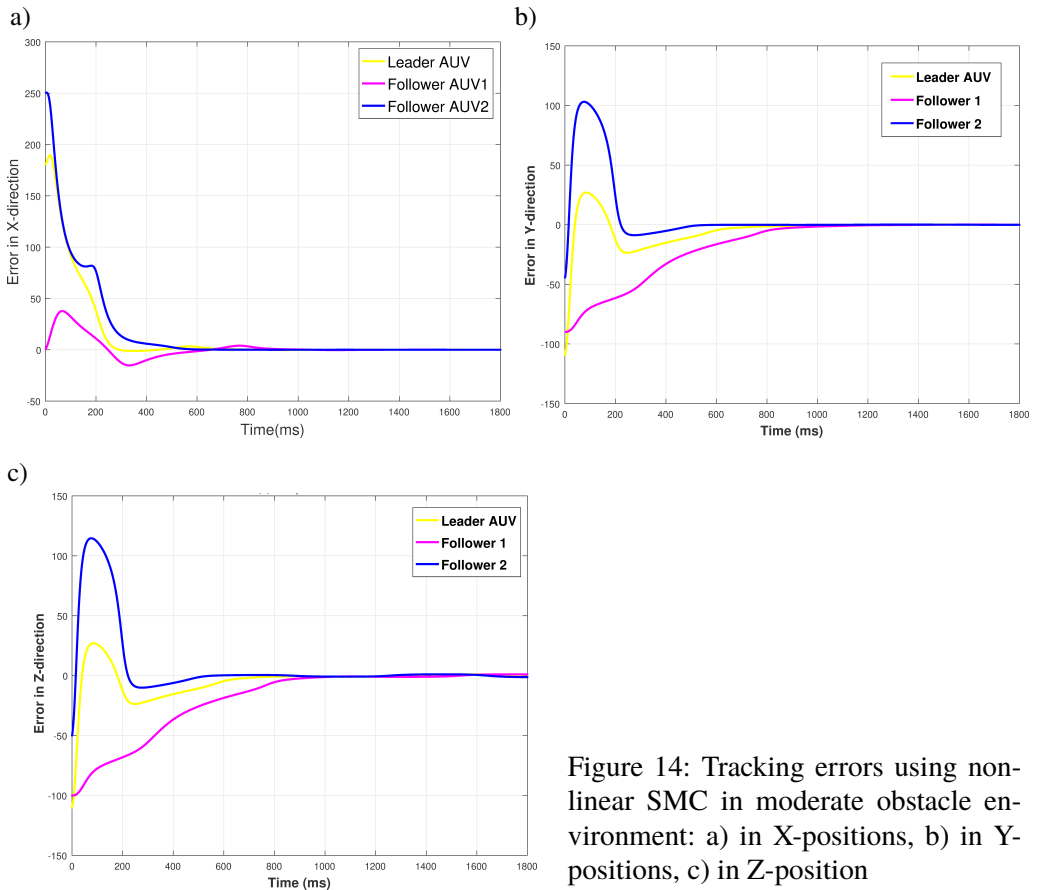 a)
300
250
200
150
100
50
0
-50
Error in X-direction
Leader AUV
Follower AUV1
Follower AUV2
0 200 400 600 800 1000 1200 1400 1600 1800
Time(ms)
b)
150
100
50
0
-50
-100
-150
Error in Y-direction
Leader AUV
Follower 1
Follower 2
0 200 400 600 800 1000 1200 1400 1600 1800
Time (ms)
c)
150
100
50
0
-50
-100
-150
Error in Z-direction
Leader AUV
Follower 1
Follower 2
0 200 400 600 800 1000 1200 1400 1600 1800
Time (ms)
Figure 14: Tracking errors using non-
linear SMC in moderate obstacle en-
vironment: a) in X-positions, b) in Y-
positions, c) in Z-position